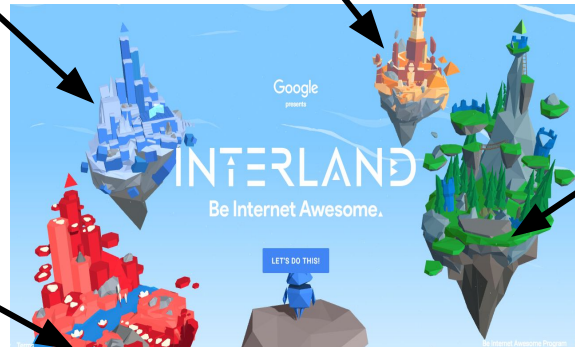 Google
presents
INTERLAND
Be Internet Awesome.
LET'S DO THIS!
Be Internet Awesome Program